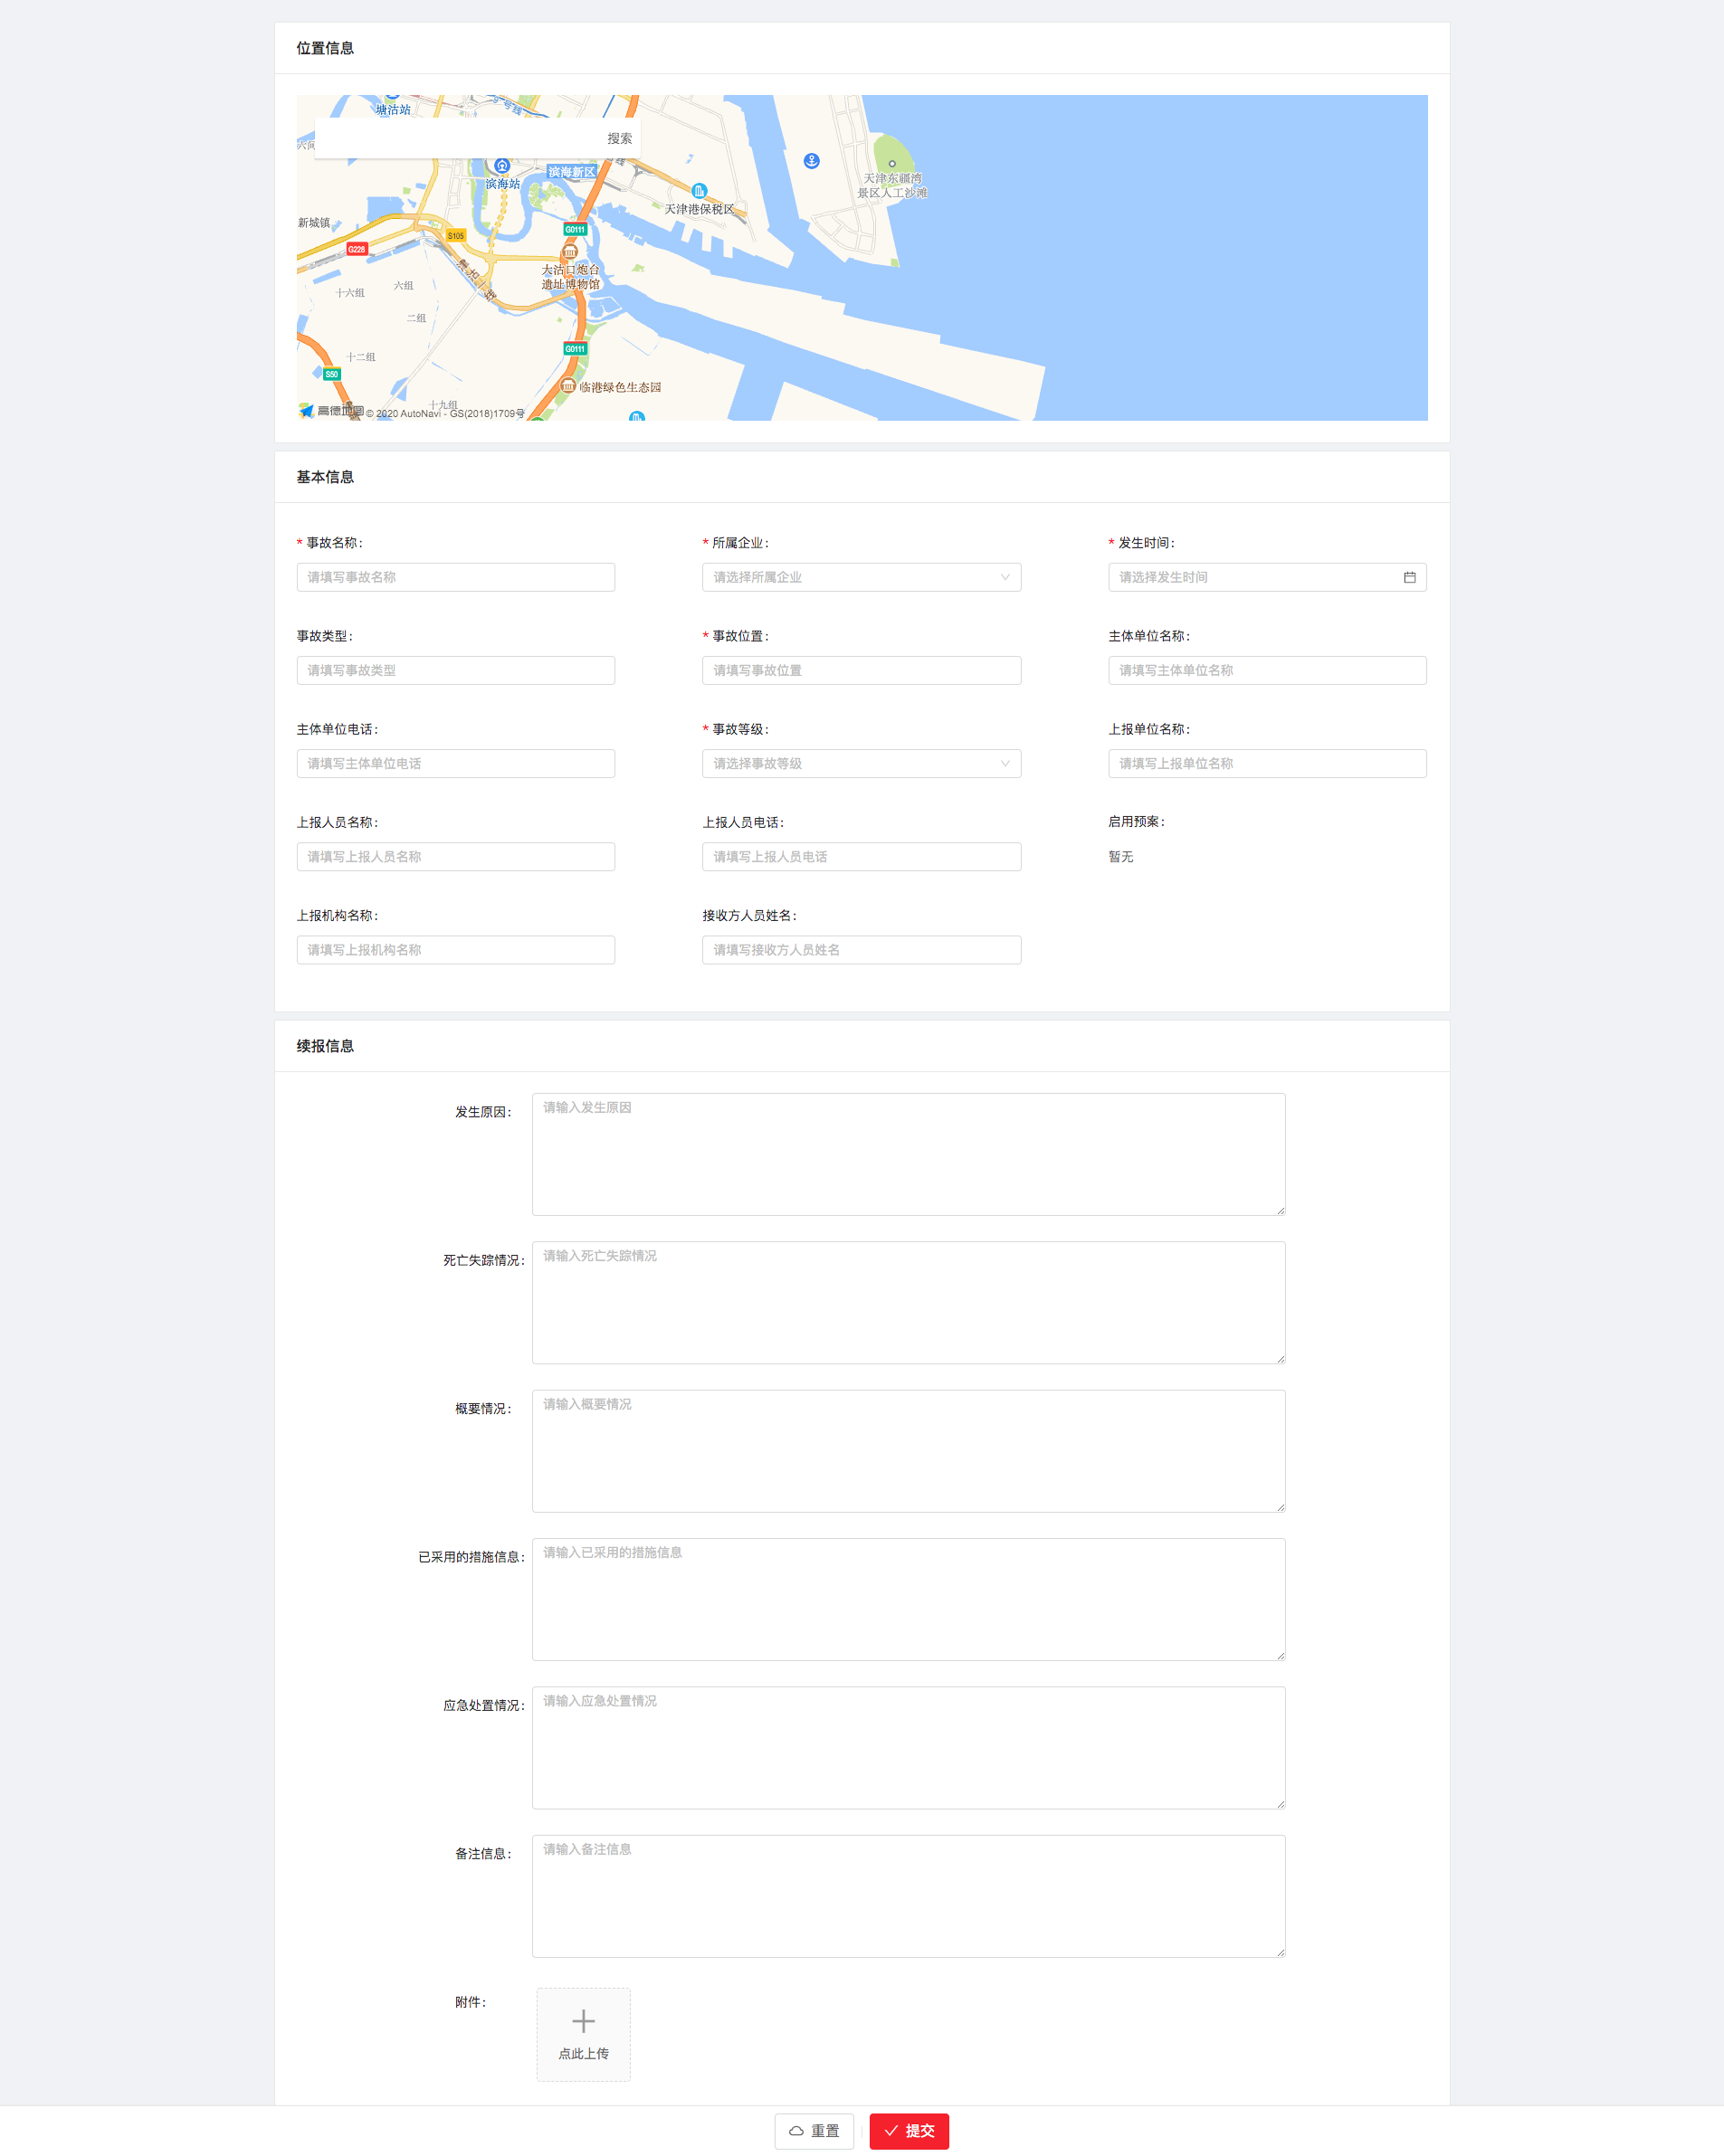 位置信息
塘沽站
号线
搜索
六间
线
滨海站
滨海新区
天津港保税区
天津东疆湾
景区人工沙滩
新城镇
S105
G0111
G228
津沽一线
大沽口炮台
遗址博物馆
十六组
六组
二组
十二组
G0111
S50
临港绿色生态园
十九组
高德地图 © 2020 AutoNavi - GS(2018)1709号
基本信息
* 事故名称: * 所属企业: * 发生时间:
请填写事故名称 请选择所属企业 请选择发生时间
事故类型: * 事故位置: 主体单位名称:
请填写事故类型 请填写事故位置 请填写主体单位名称
主体单位电话: * 事故等级: 上报单位名称:
请填写主体单位电话 请选择事故等级 请填写上报单位名称
上报人员名称: 上报人员电话: 启用预案:
请填写上报人员名称 请填写上报人员电话 暂无
上报机构名称: 接收方人员姓名:
请填写上报机构名称 请填写接收方人员姓名
续报信息
发生原因: 请输入发生原因
死亡失踪情况: 请输入死亡失踪情况
概要情况: 请输入概要情况
已采用的措施信息: 请输入已采用的措施信息
应急处置情况: 请输入应急处置情况
备注信息: 请输入备注信息
附件:
点此上传
重置 提交